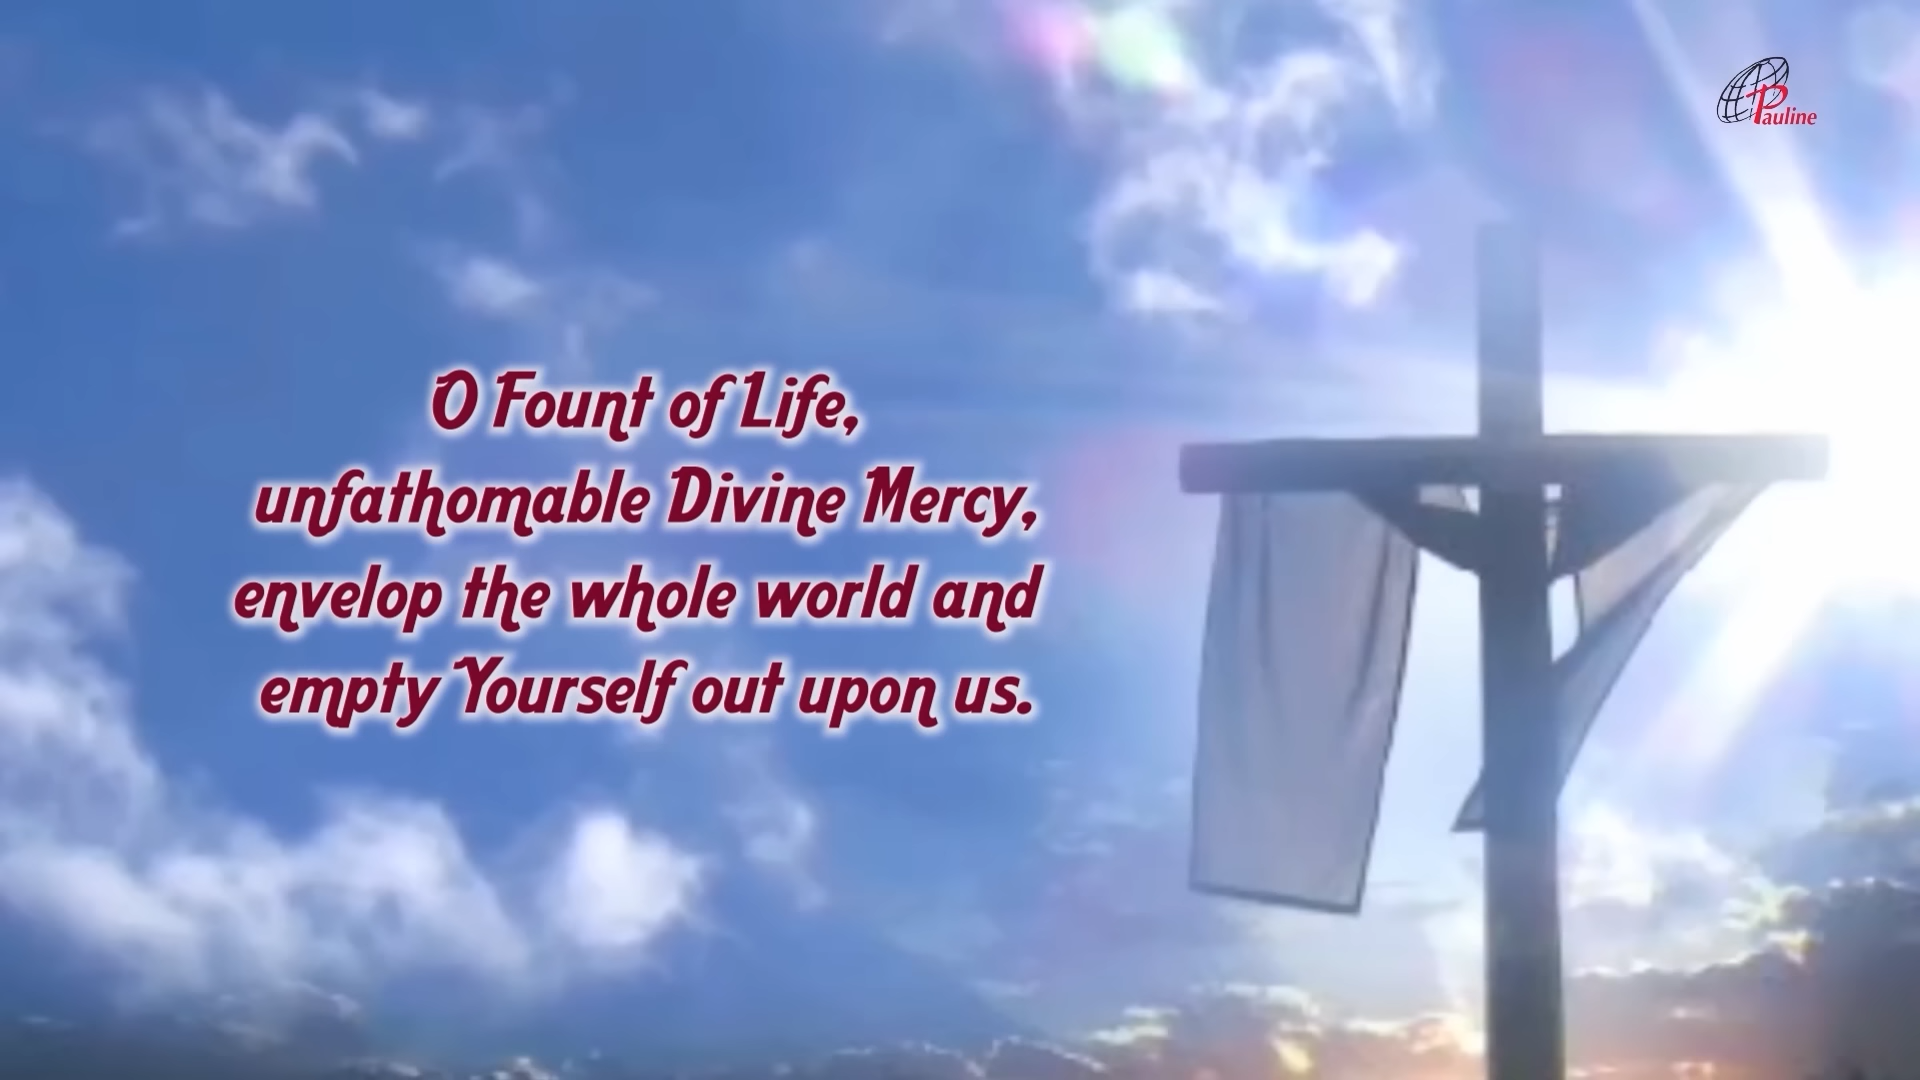 Pauline
O Fount of Life,
unfathomable Divine Mercy,
envelop the whole world and
empty Yourself out upon us.